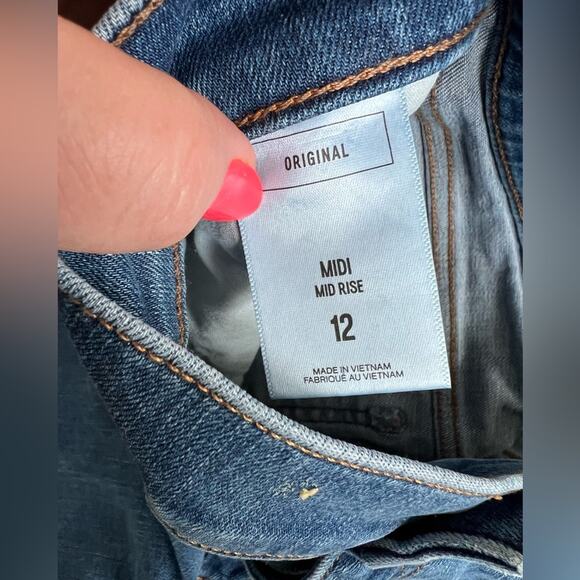 ORIGINAL
MIDI
MID RISE
12
MADE IN VIETNAM
FABRIQUÉ AU VIETNAM